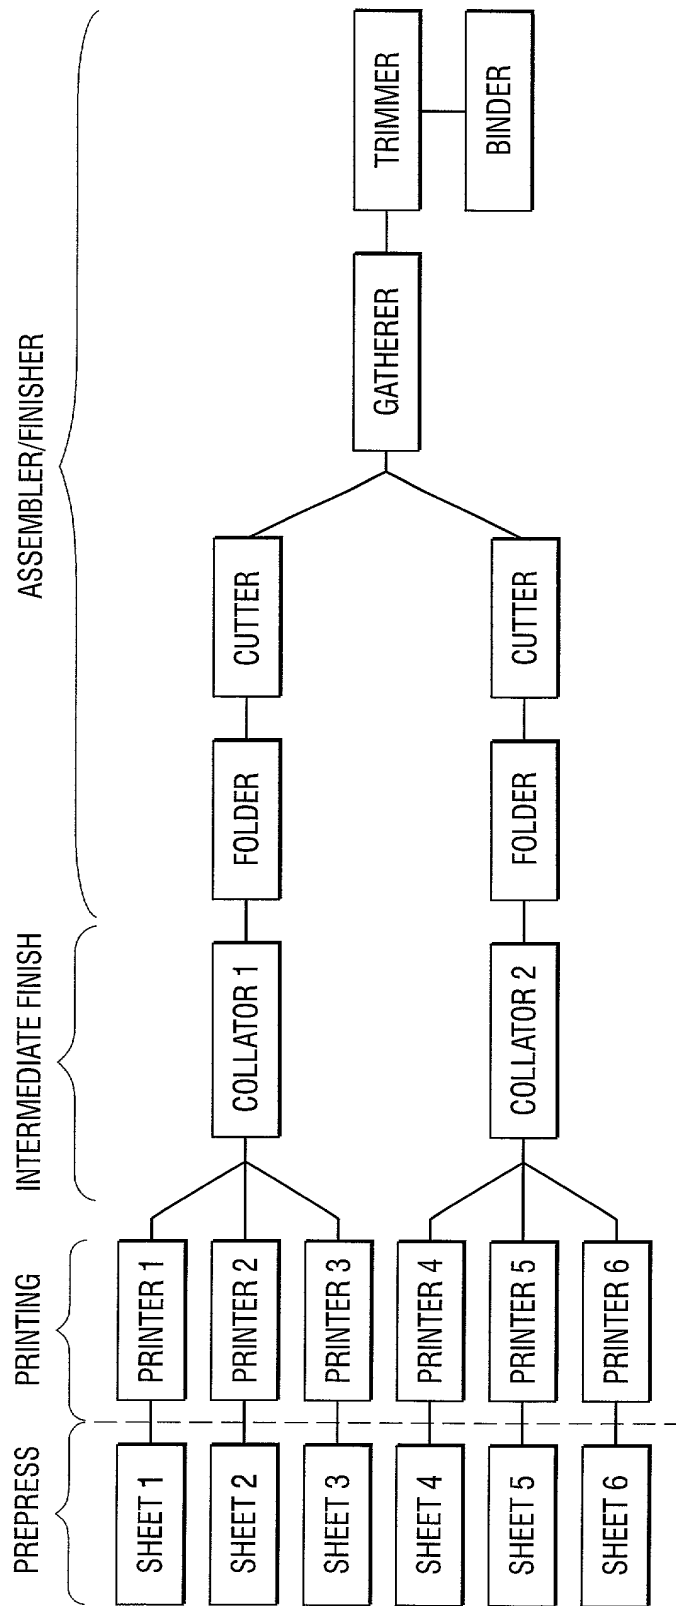 PREPRESS
PRINTING
INTERMEDIATE FINISH
ASSEMBLER/FINISHER
SHEET 1
PRINTER 1
SHEET 2
PRINTER 2
SHEET 3
PRINTER 3
COLLATOR 1
FOLDER
CUTTER
GATHERER
TRIMMER
BINDER
SHEET 4
PRINTER 4
SHEET 5
PRINTER 5
SHEET 6
PRINTER 6
COLLATOR 2
FOLDER
CUTTER